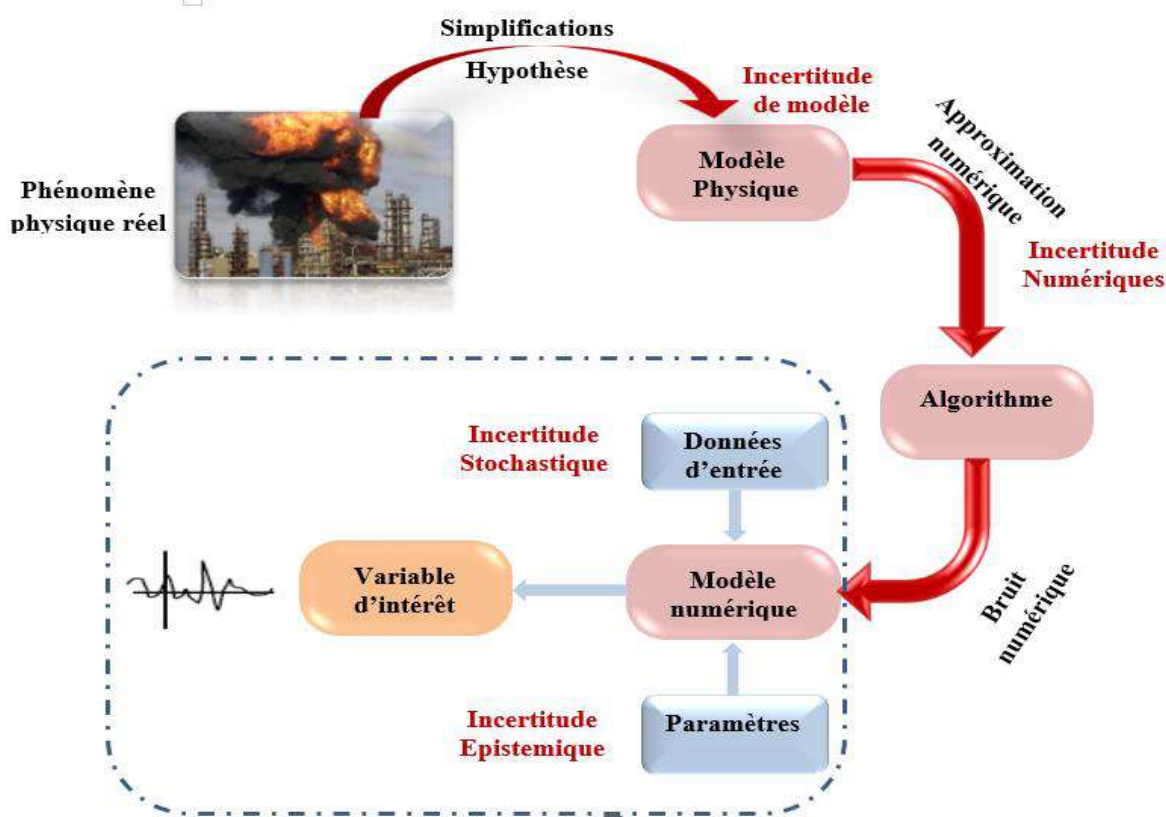 Simplifications
Hypothèse
Phénomène
physique réel
Incertitude
de modèle
Modèle
Physique
Approximation
numérique
Incertitude
Numériques
Algorithme
Incertitude
Stochastique
Données
d’entrée
Variable
d’intérêt
Modèle
numérique
Bruit
numérique
Incertitude
Epistemique
Paramètres